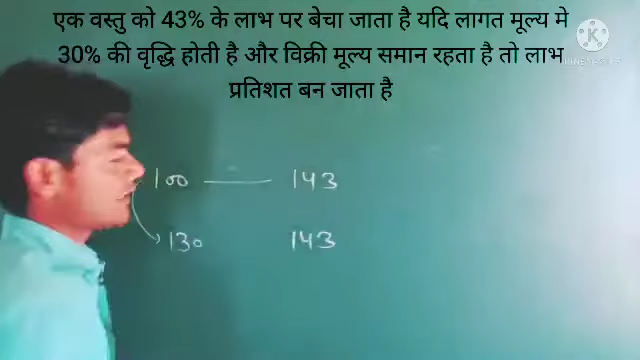 एक वस्तु को 43% के लाभ पर बेचा जाता है यदि लागत मूल्य मे
30% की वृद्धि होती है और विक्री मूल्य समान रहता है तो लाभ
प्रतिशत बन जाता है
100 — 143
130 143